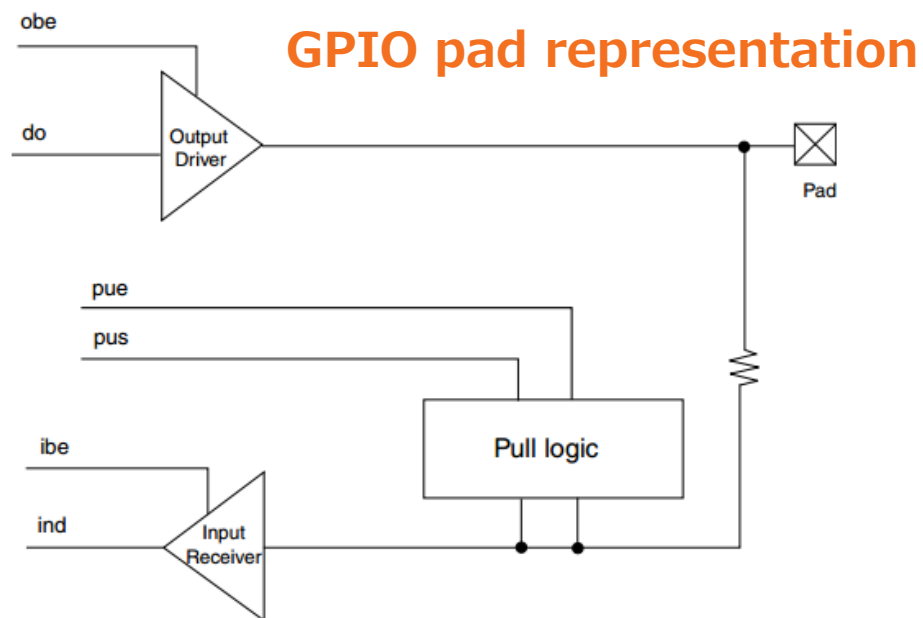 GPIO pad representation
obe
do
Output
Driver
Pad
pue
pus
Pull logic
ibe
ind
Input
Receiver